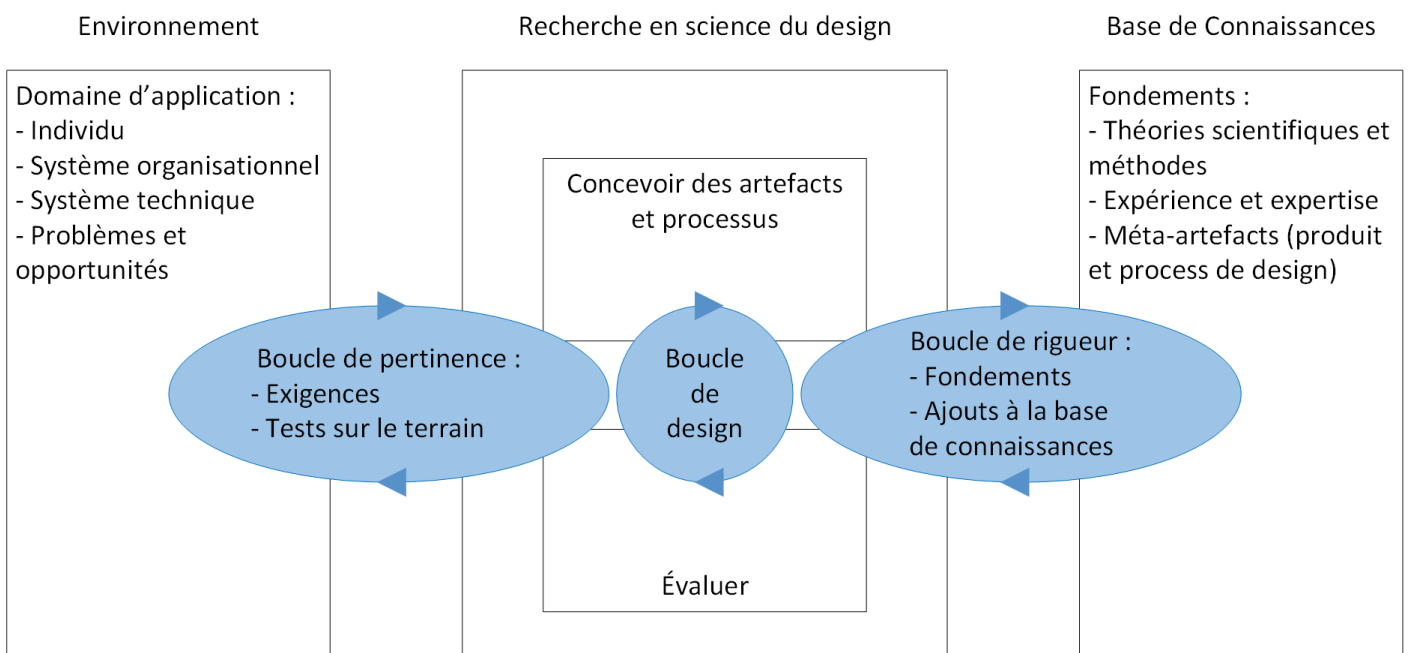 Environnement
Recherche en science du design
Base de Connaissances
Domaine d’application :
- Individu
- Système organisationnel
- Système technique
- Problèmes et
opportunités
Concevoir des artefacts
et processus
Fondements :
- Théories scientifiques et
méthodes
- Expérience et expertise
- Méta-artefacts (produit
et process de design)
Boucle de pertinence :
- Exigences
- Tests sur le terrain
Boucle
de
design
Boucle de rigueur :
- Fondements
- Ajouts à la base
de connaissances
Évaluer